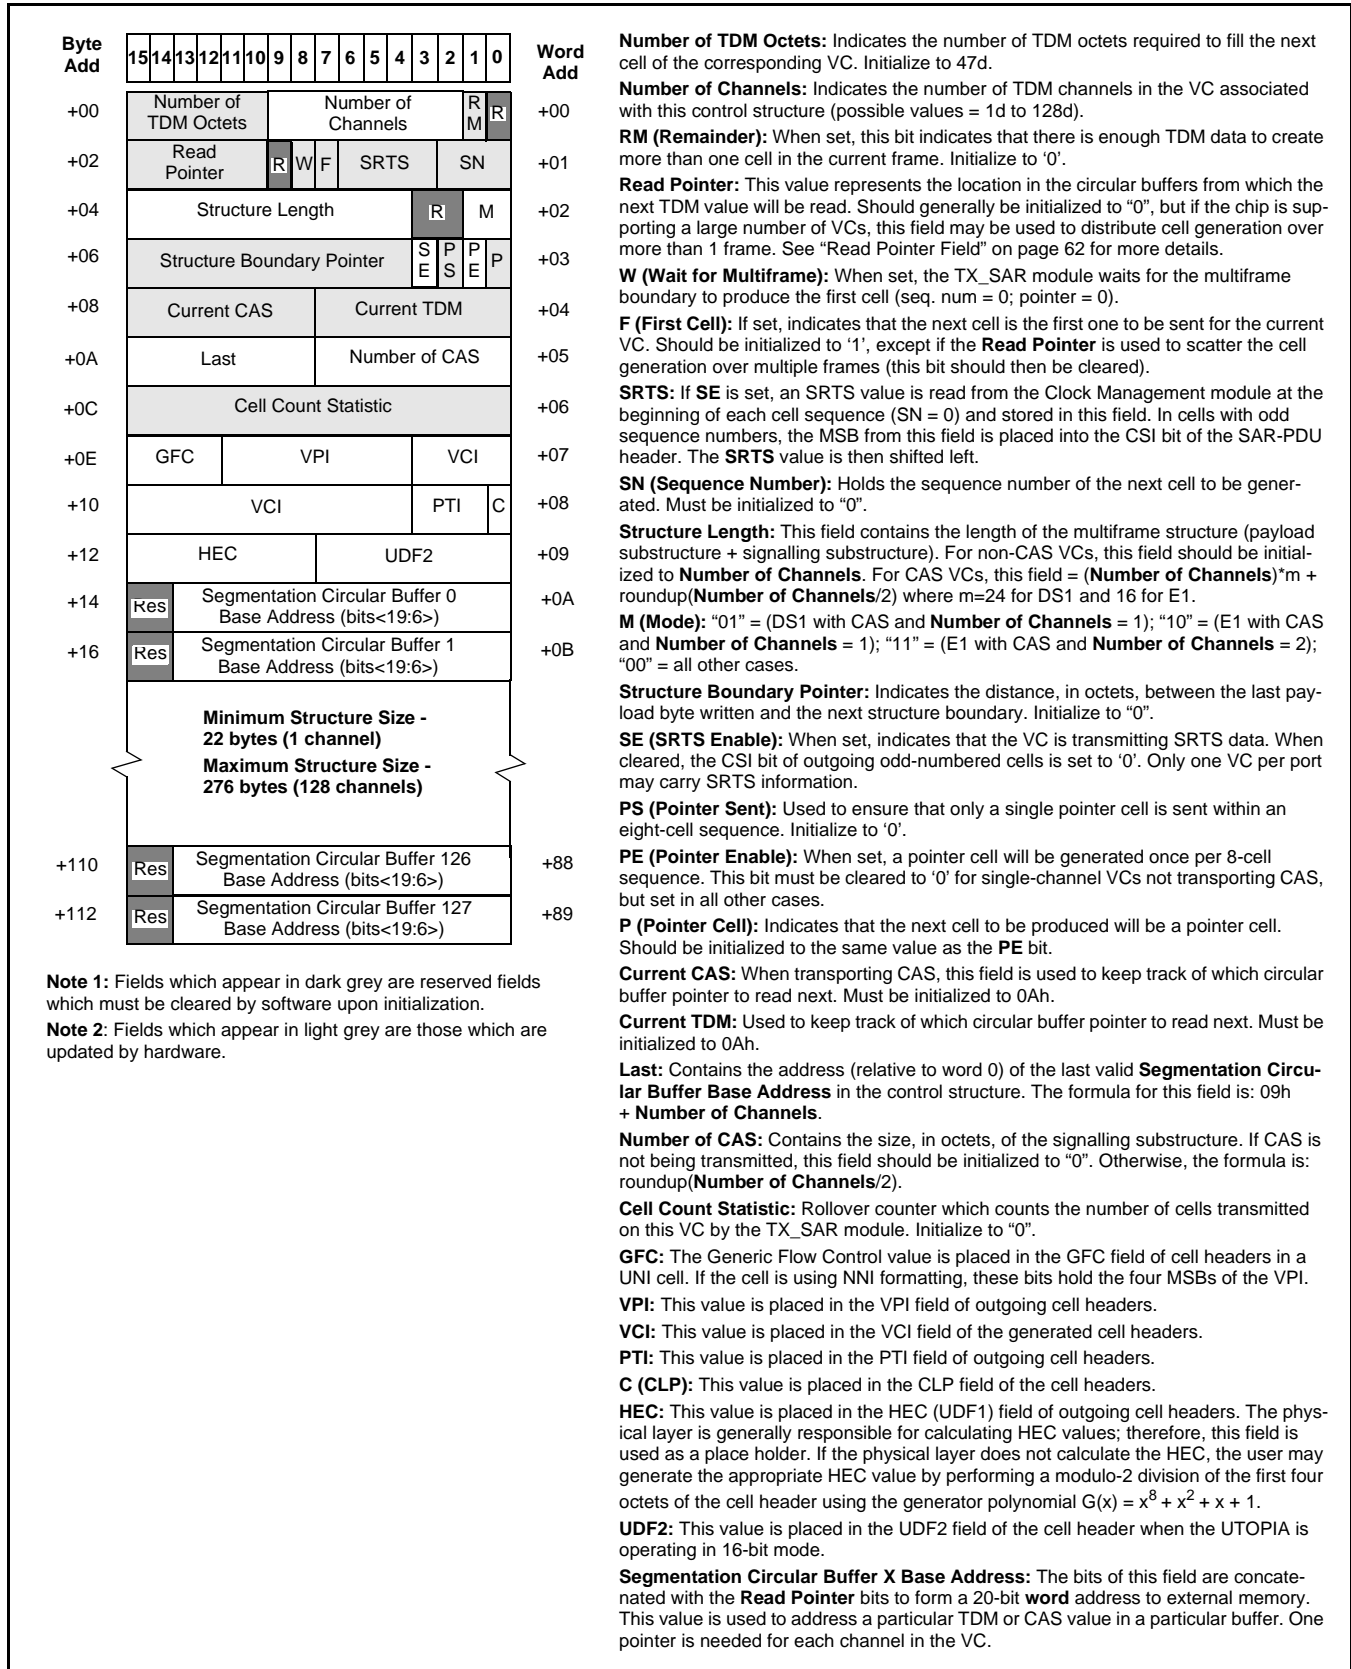 Byte
Add
15 14 13 12 11 10 9 8 7 6 5 4 3 2 1 0
Word
Add
+00
Number of
TDM Octets
Number of
Channels
R
M
R
+00
+02
Read
Pointer
R W F SRTS SN
+01
+04
Structure Length R M
+02
+06
Structure Boundary Pointer
S
E
P
S
P
E
P
+03
+08
Current CAS Current TDM
+04
+0A
Last Number of CAS
+05
+0C
Cell Count Statistic
+06
+0E
GFC VPI VCI
+07
+10
VCI PTI C
+08
+12
HEC UDF2
+09
+14
Res
Segmentation Circular Buffer 0
Base Address (bits<19:6>)
+0A
+16
Res
Segmentation Circular Buffer 1
Base Address (bits<19:6>)
+0B
Minimum Structure Size -
22 bytes (1 channel)
Maximum Structure Size -
276 bytes (128 channels)
+110
Res
Segmentation Circular Buffer 126
Base Address (bits<19:6>)
+88
+112
Res
Segmentation Circular Buffer 127
Base Address (bits<19:6>)
+89
Note 1: Fields which appear in dark grey are reserved fields
which must be cleared by software upon initialization.
Note 2: Fields which appear in light grey are those which are
updated by hardware.
Number of TDM Octets: Indicates the number of TDM octets required to fill the next
cell of the corresponding VC. Initialize to 47d.
Number of Channels: Indicates the number of TDM channels in the VC associated
with this control structure (possible values = 1d to 128d).
RM (Remainder): When set, this bit indicates that there is enough TDM data to create
more than one cell in the current frame. Initialize to ‘0’.
Read Pointer: This value represents the location in the circular buffers from which the
next TDM value will be read. Should generally be initialized to “0”, but if the chip is sup-
porting a large number of VCs, this field may be used to distribute cell generation over
more than 1 frame. See “Read Pointer Field” on page 62 for more details.
W (Wait for Multiframe): When set, the TX_SAR module waits for the multiframe
boundary to produce the first cell (seq. num = 0; pointer = 0).
F (First Cell): If set, indicates that the next cell is the first one to be sent for the current
VC. Should be initialized to ‘1’, except if the Read Pointer is used to scatter the cell
generation over multiple frames (this bit should then be cleared).
SRTS: If SE is set, an SRTS value is read from the Clock Management module at the
beginning of each cell sequence (SN = 0) and stored in this field. In cells with odd
sequence numbers, the MSB from this field is placed into the CSI bit of the SAR-PDU
header. The SRTS value is then shifted left.
SN (Sequence Number): Holds the sequence number of the next cell to be gener-
ated. Must be initialized to “0”.
Structure Length: This field contains the length of the multiframe structure (payload
substructure + signalling substructure). For non-CAS VCs, this field should be initial-
ized to Number of Channels. For CAS VCs, this field = (Number of Channels)*m +
roundup(Number of Channels/2) where m=24 for DS1 and 16 for E1.
M (Mode): “01” = (DS1 with CAS and Number of Channels = 1); “10” = (E1 with CAS
and Number of Channels = 1); “11” = (E1 with CAS and Number of Channels = 2);
“00” = all other cases.
Structure Boundary Pointer: Indicates the distance, in octets, between the last pay-
load byte written and the next structure boundary. Initialize to “0”.
SE (SRTS Enable): When set, indicates that the VC is transmitting SRTS data. When
cleared, the CSI bit of outgoing odd-numbered cells is set to ‘0’. Only one VC per port
may carry SRTS information.
PS (Pointer Sent): Used to ensure that only a single pointer cell is sent within an
eight-cell sequence. Initialize to ‘0’.
PE (Pointer Enable): When set, a pointer cell will be generated once per 8-cell
sequence. This bit must be cleared to ‘0’ for single-channel VCs not transporting CAS,
but set in all other cases.
P (Pointer Cell): Indicates that the next cell to be produced will be a pointer cell.
Should be initialized to the same value as the PE bit.
Current CAS: When transporting CAS, this field is used to keep track of which circular
buffer pointer to read next. Must be initialized to 0Ah.
Current TDM: Used to keep track of which circular buffer pointer to read next. Must be
initialized to 0Ah.
Last: Contains the address (relative to word 0) of the last valid Segmentation Circu-
lar Buffer Base Address in the control structure. The formula for this field is: 09h
+ Number of Channels.
Number of CAS: Contains the size, in octets, of the signalling substructure. If CAS is
not being transmitted, this field should be initialized to “0”. Otherwise, the formula is:
roundup(Number of Channels/2).
Cell Count Statistic: Rollover counter which counts the number of cells transmitted
on this VC by the TX_SAR module. Initialize to “0”.
GFC: The Generic Flow Control value is placed in the GFC field of cell headers in a
UNI cell. If the cell is using NNI formatting, these bits hold the four MSBs of the VPI.
VPI: This value is placed in the VPI field of outgoing cell headers.
VCI: This value is placed in the VCI field of the generated cell headers.
PTI: This value is placed in the PTI field of outgoing cell headers.
C (CLP): This value is placed in the CLP field of the cell headers.
HEC: This value is placed in the HEC (UDF1) field of outgoing cell headers. The phys-
ical layer is generally responsible for calculating HEC values; therefore, this field is
used as a place holder. If the physical layer does not calculate the HEC, the user may
generate the appropriate HEC value by performing a modulo-2 division of the first four
octets of the cell header using the generator polynomial G(x) = x⁸ + x² + x + 1.
UDF2: This value is placed in the UDF2 field of the cell header when the UTOPIA is
operating in 16-bit mode.
Segmentation Circular Buffer X Base Address: The bits of this field are concate-
nated with the Read Pointer bits to form a 20-bit word address to external memory.
This value is used to address a particular TDM or CAS value in a particular buffer. One
pointer is needed for each channel in the VC.